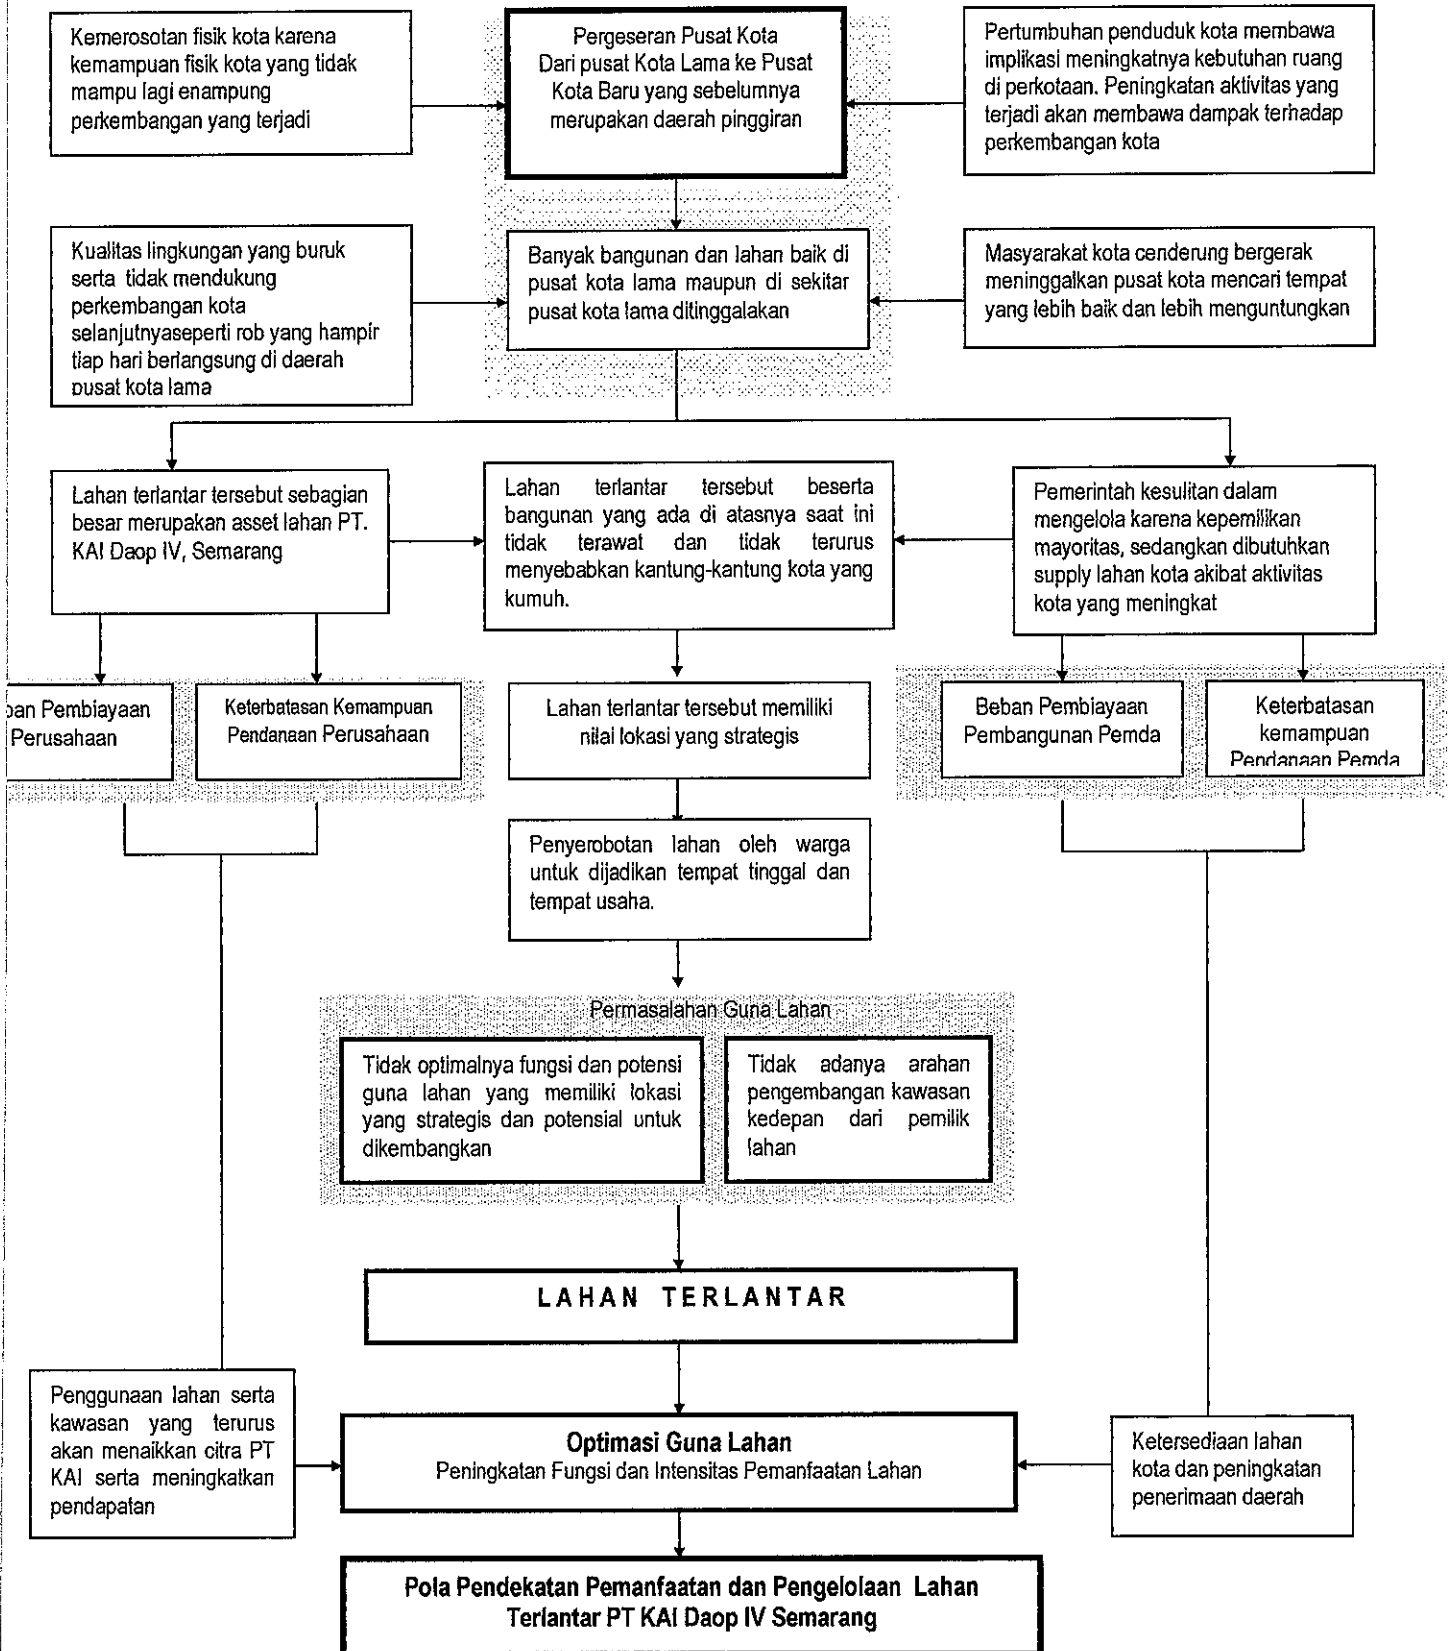 Kemerosotan fisik kota karena
kemampuan fisik kota yang tidak
mampu lagi enampung
perkembangan yang terjadi
Pergeseran Pusat Kota
Dari pusat Kota Lama ke Pusat
Kota Baru yang sebelumnya
merupakan daerah pinggiran
Pertumbuhan penduduk kota membawa
implikasi meningkatnya kebutuhan ruang
di perkotaan. Peningkatan aktivitas yang
terjadi akan membawa dampak terhadap
perkembangan kota
Kualitas lingkungan yang buruk
serta tidak mendukung
perkembangan kota
selanjutnyaseperti rob yang hampir
tiap hari berlangsung di daerah
pusat kota lama
Banyak bangunan dan lahan baik di
pusat kota lama maupun di sekitar
pusat kota lama ditinggalakan
Masyarakat kota cenderung bergerak
meninggalkan pusat kota mencari tempat
yang lebih baik dan lebih menguntungkan
Lahan terlantar tersebut sebagian
besar merupakan asset lahan PT.
KAI Daop IV, Semarang
Lahan terlantar tersebut beserta
bangunan yang ada di atasnya saat ini
tidak terawat dan tidak terurus
menyebabkan kantung-kantung kota yang
kumuh.
Pemerintah kesulitan dalam
mengelola karena kepemilikan
mayoritas, sedangkan dibutuhkan
supply lahan kota akibat aktivitas
kota yang meningkat
ban Pembiayaan
Perusahaan
Keterbatasan Kemampuan
Pendanaan Perusahaan
Lahan terlantar tersebut memiliki
nilai lokasi yang strategis
Beban Pembiayaan
Pembangunan Pemda
Keterbatasan
kemampuan
Pendanaan Pemda
Penyerobotan lahan oleh warga
untuk dijadikan tempat tinggal dan
tempat usaha.
Permasalahan Guna Lahan
Tidak optimalnya fungsi dan potensi
guna lahan yang memiliki lokasi
yang strategis dan potensial untuk
dikembangkan
Tidak adanya arahan
pengembangan kawasan
kedepan dari pemilik
lahan
LAHAN TERLANTAR
Penggunaan lahan serta
kawasan yang terurus
akan menaikkan citra PT
KAI serta meningkatkan
pendapatan
Optimasi Guna Lahan
Peningkatan Fungsi dan Intensitas Pemanfaatan Lahan
Ketersediaan lahan
kota dan peningkatan
penerimaan daerah
Pola Pendekatan Pemanfaatan dan Pengelolaan Lahan
Terlantar PT KAI Daop IV Semarang